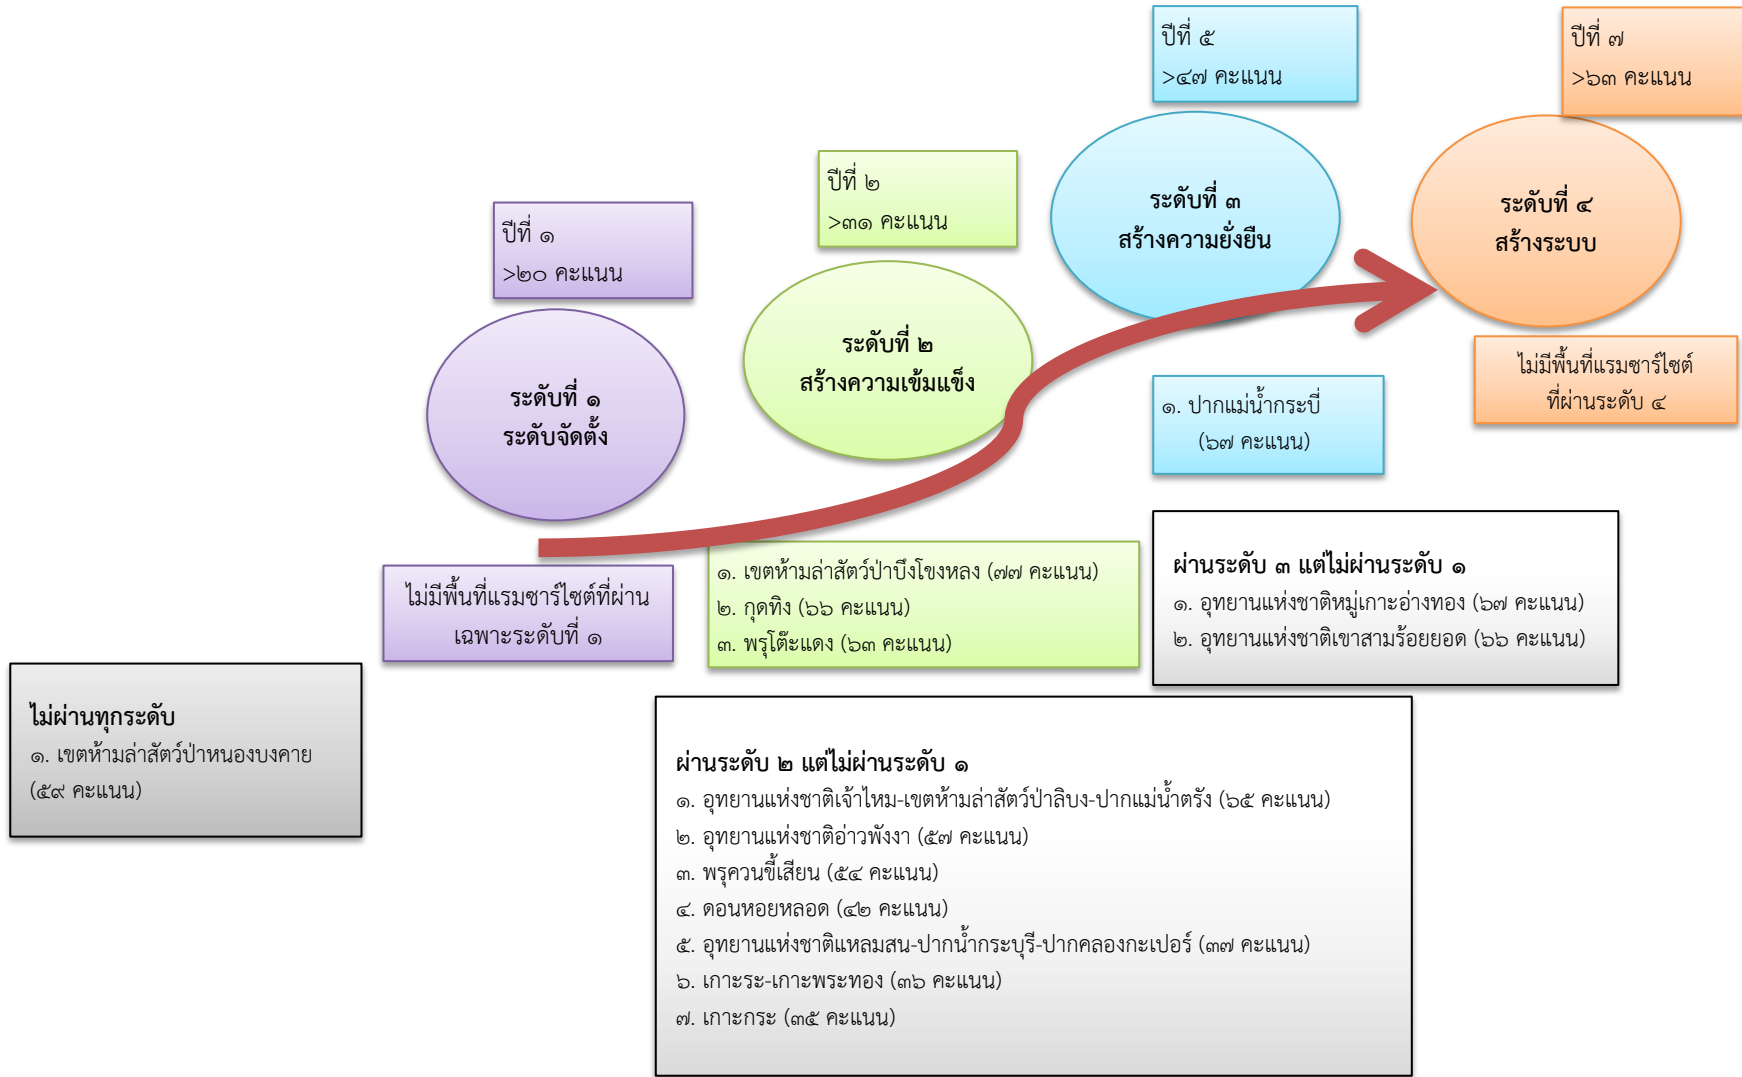 ปีที่ ๑
>๒๐ คะแนน
ระดับที่ ๑
ระดับจัดตั้ง
ไม่มีพื้นที่แรมซาร์ไซต์ที่ผ่าน
เฉพาะระดับที่ ๑
ปีที่ ๒
>๓๑ คะแนน
ระดับที่ ๒
สร้างความเข้มแข็ง
๑. เขตห้ามล่าสัตว์ป่าบึงโขงหลง (๗๗ คะแนน)
๒. กุดทิง (๖๖ คะแนน)
๓. พรุโต๊ะแดง (๖๓ คะแนน)
ปีที่ ๕
>๔๗ คะแนน
ระดับที่ ๓
สร้างความยั่งยืน
๑. ปากแม่น้ำกระบี่
(๖๗ คะแนน)
ปีที่ ๗
>๖๓ คะแนน
ระดับที่ ๔
สร้างระบบ
ไม่มีพื้นที่แรมซาร์ไซต์
ที่ผ่านระดับ ๔
ผ่านระดับ ๓ แต่ไม่ผ่านระดับ ๑
๑. อุทยานแห่งชาติหมู่เกาะอ่างทอง (๖๗ คะแนน)
๒. อุทยานแห่งชาติเขาสามร้อยยอด (๖๖ คะแนน)
ไม่ผ่านทุกระดับ
๑. เขตห้ามล่าสัตว์ป่าหนองบงคาย
(๕๙ คะแนน)
ผ่านระดับ ๒ แต่ไม่ผ่านระดับ ๑
๑. อุทยานแห่งชาติเจ้าไหม-เขตห้ามล่าสัตว์ป่าลิบง-ปากแม่น้ำตรัง (๖๕ คะแนน)
๒. อุทยานแห่งชาติอ่าวพังงา (๕๗ คะแนน)
๓. พรุควนขี้เสียน (๕๔ คะแนน)
๔. ดอนหอยหลอด (๔๒ คะแนน)
๕. อุทยานแห่งชาติแหลมสน-ปากน้ำกระบุรี-ปากคลองกะเปอร์ (๓๗ คะแนน)
๖. เกาะระ-เกาะพระทอง (๓๖ คะแนน)
๗. เกาะกระ (๓๕ คะแนน)